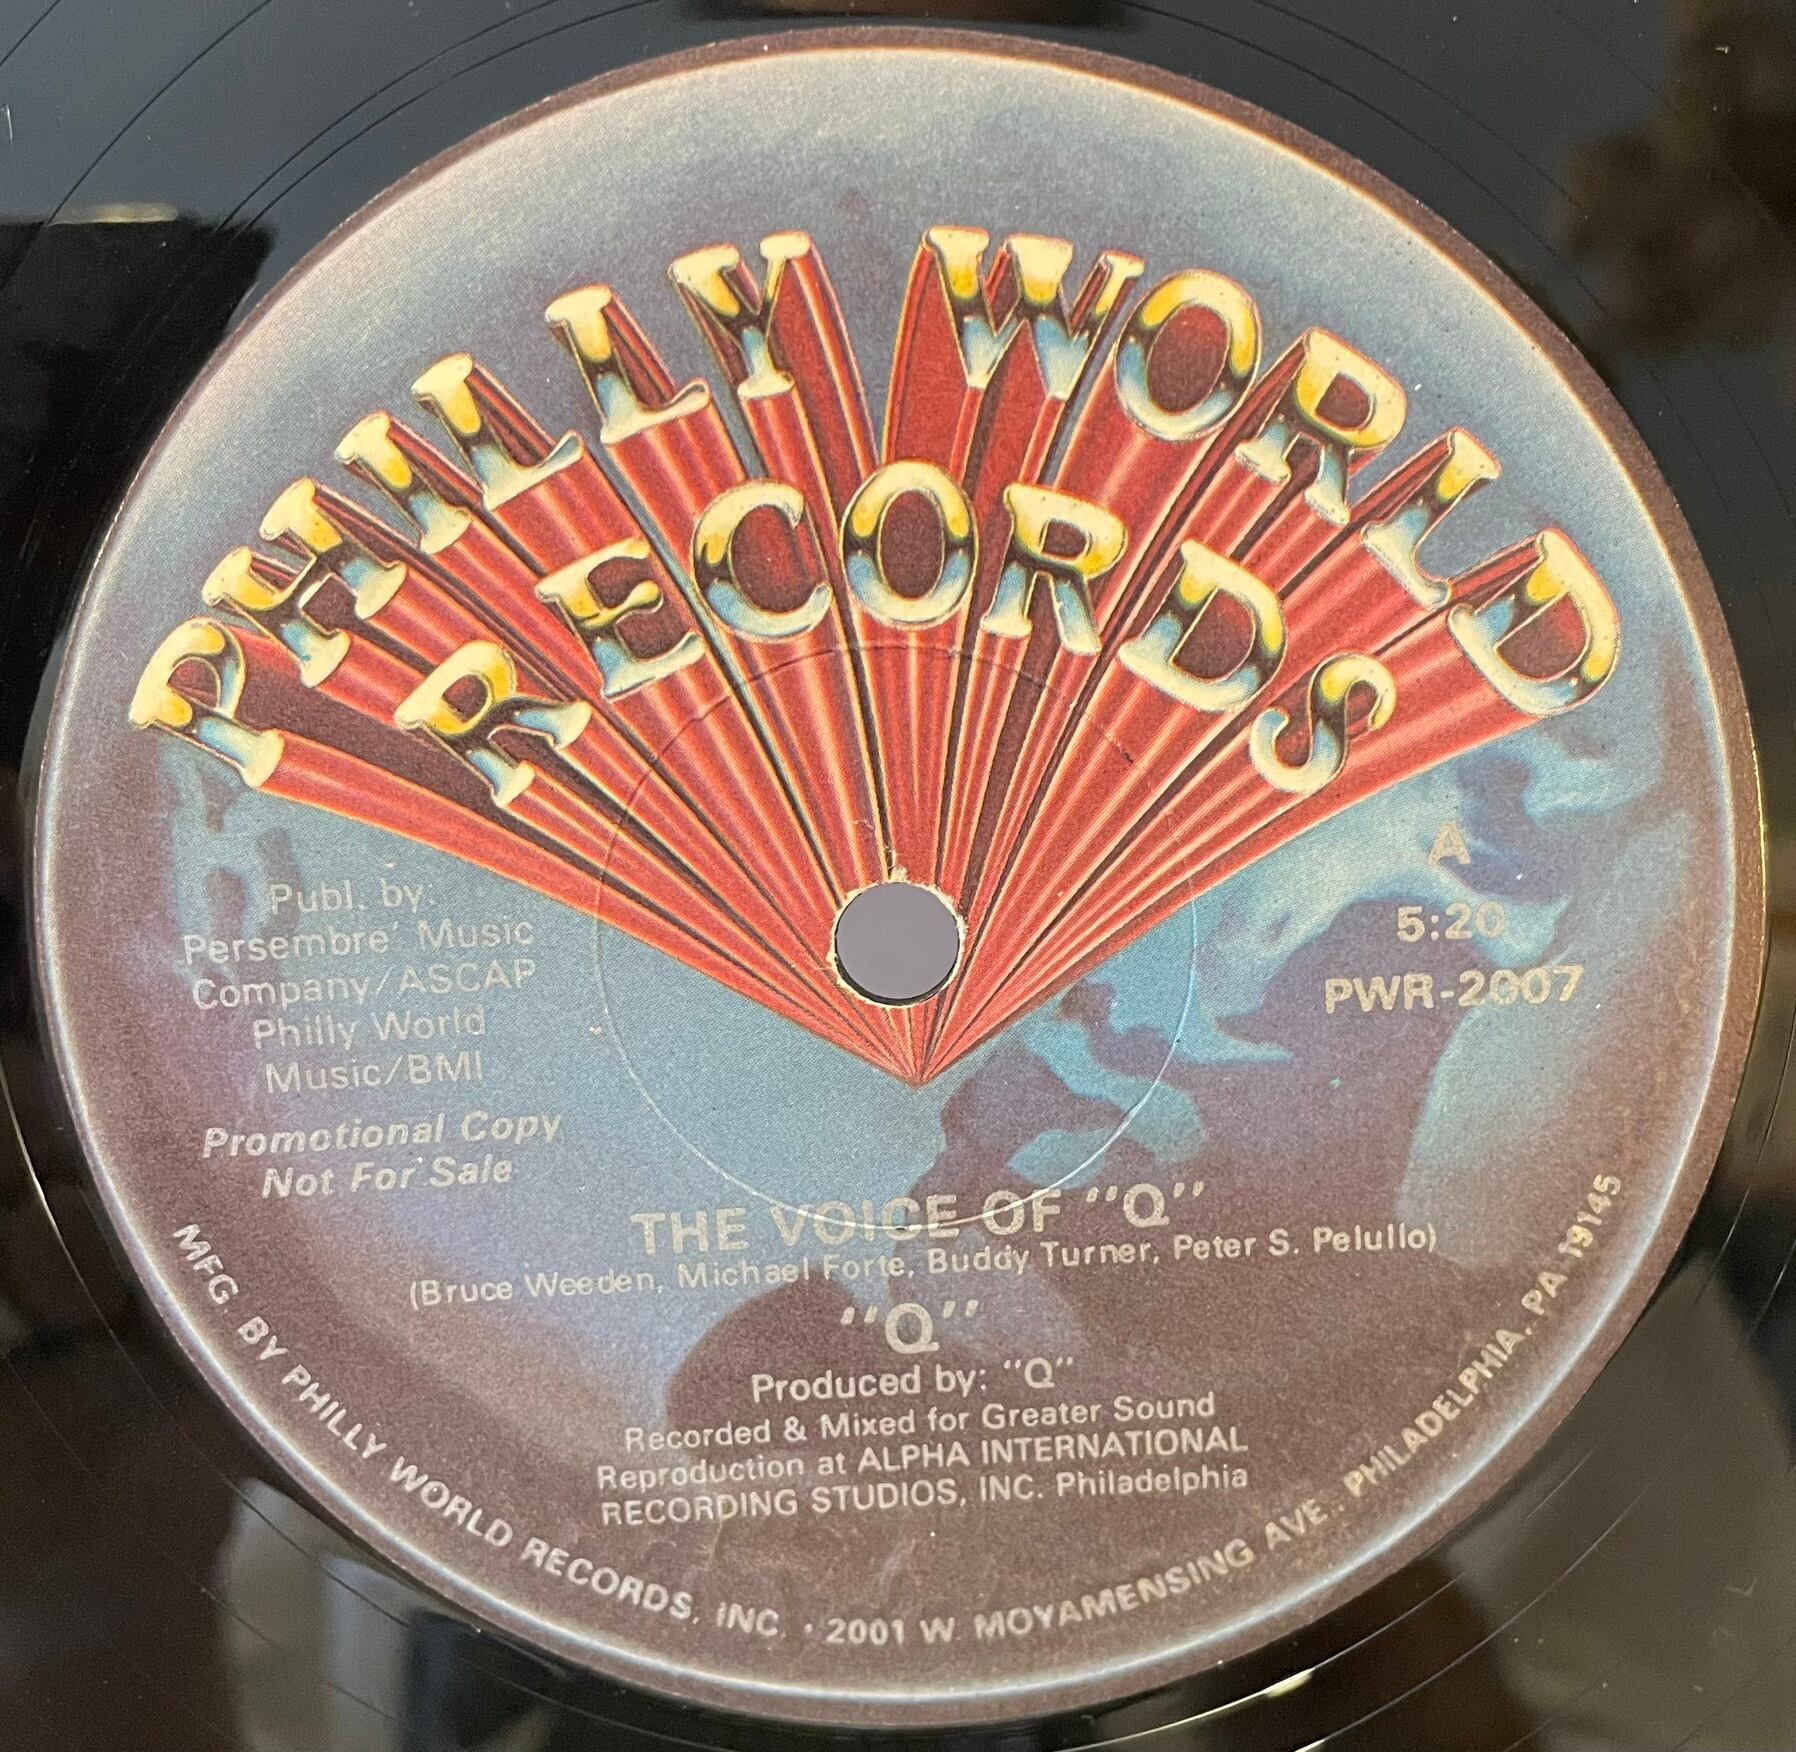 PHILLY WORLD
RECORDS
A
5:20
PWR-2007
Publ. by:
Persembre' Music
Company/ASCAP
Philly World
Music/BMI
Promotional Copy
Not For Sale
THE VOICE OF "Q"
(Bruce Weeden, Michael Forte, Buddy Turner, Peter S. Pelullo)
"Q"
Produced by: "Q"
Recorded & Mixed for Greater Sound
Reproduction at ALPHA INTERNATIONAL
RECORDING STUDIOS, INC. Philadelphia
MFG. BY PHILLY WORLD RECORDS, INC. • 2001 W. MOYAMENSING AVE., PHILADELPHIA, PA 19145